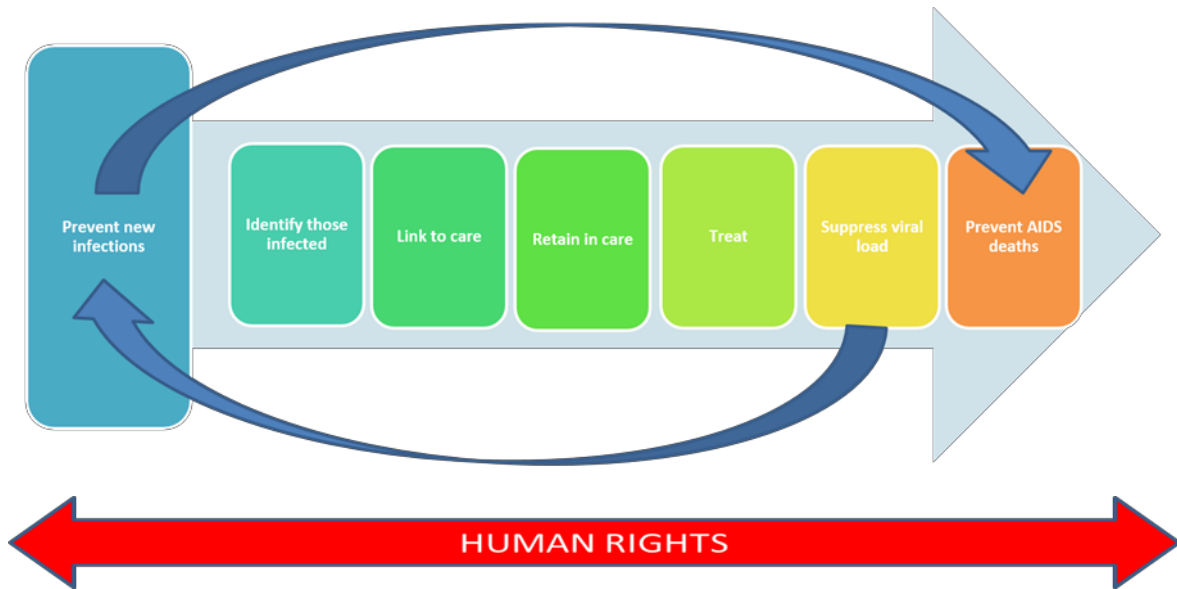 Prevent new
infections
Identify those
infected
Link to care
Retain in care
Treat
Suppress viral
load
Prevent AIDS
deaths
HUMAN RIGHTS